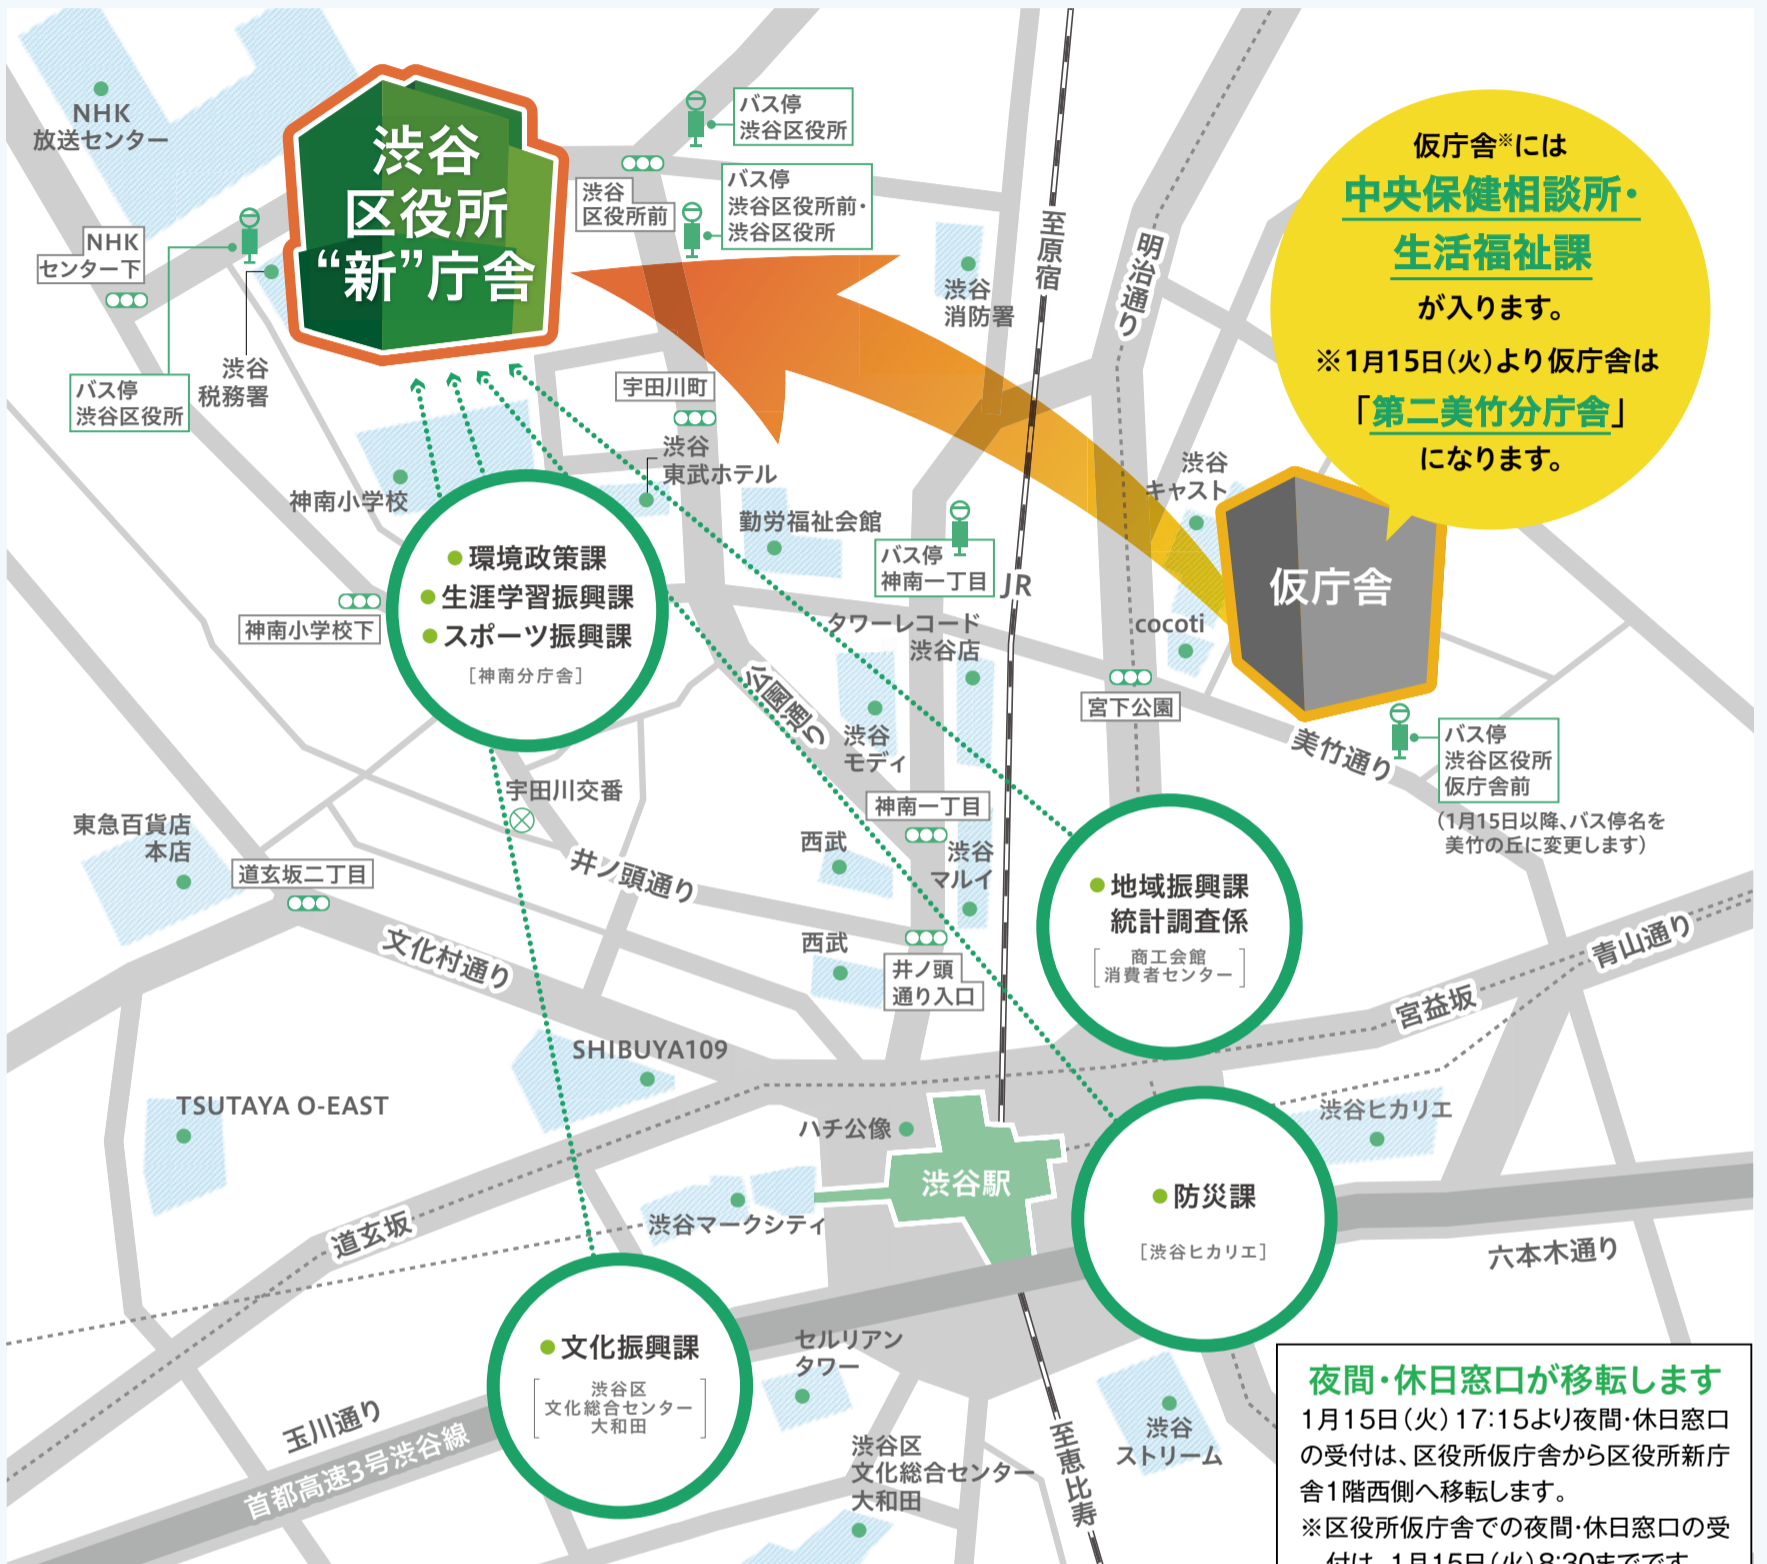 NHK
放送センター
渋谷
区役所
“新”庁舎
バス停
渋谷区役所
渋谷
区役所前
バス停
渋谷区役所前・
渋谷区役所
NHK
センター下
渋谷
税務署
バス停
渋谷区役所
渋谷
消防署
至原宿
明治通り
仮庁舎※には
中央保健相談所・
生活福祉課
が入ります。
※1月15日（火）より仮庁舎は
「第二美竹分庁舎」
になります。
宇田川町
渋谷
東武ホテル
神南小学校
勤労福祉会館
バス停
神南一丁目
JR
渋谷
キャスト
仮庁舎
cocoti
●環境政策課
●生涯学習振興課
●スポーツ振興課
［神南分庁舎］
神南小学校下
タワーレコード
渋谷店
公園通り
渋谷
モディ
宮下公園
美竹通り
バス停
渋谷区役所
仮庁舎前
（1月15日以降、バス停名を
美竹の丘に変更します）
宇田川交番
神南一丁目
東急百貨店
本店
道玄坂二丁目
井ノ頭通り
西武
渋谷
マルイ
文化村通り
西武
井ノ頭
通り入口
●地域振興課
統計調査係
［商工会館
消費者センター］
青山通り
宮益坂
SHIBUYA109
TSUTAYA O-EAST
ハチ公像
渋谷駅
渋谷ヒカリエ
渋谷マークシティ
道玄坂
●防災課
［渋谷ヒカリエ］
六本木通り
●文化振興課
［渋谷区
文化総合センター
大和田］
セルリアン
タワー
玉川通り
首都高速3号渋谷線
渋谷区
文化総合センター
大和田
至恵比寿
渋谷
ストリーム
夜間・休日窓口が移転します
1月15日（火）17:15より夜間・休日窓口
の受付は、区役所仮庁舎から区役所新庁
舎1階西側へ移転します。
※区役所仮庁舎での夜間・休日窓口の受
付は、1月15日（火）8:30までです。